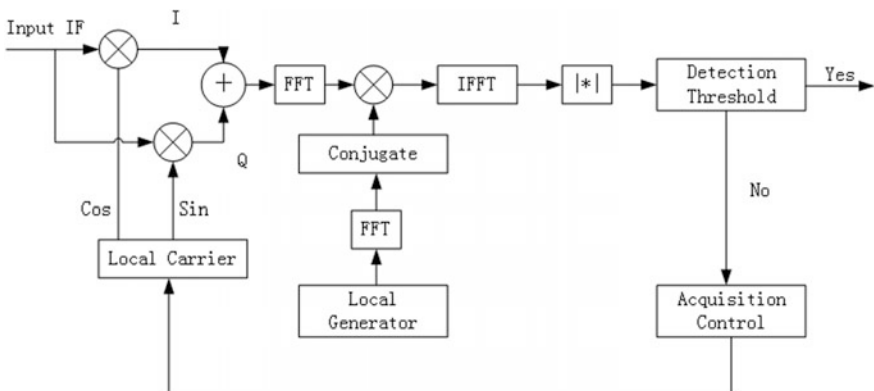 Input IF
I
+
FFT
IFFT
|*|
Detection
Threshold
Yes
Q
Conjugate
Cos
Sin
No
FFT
Local Carrier
Local
Generator
Acquisition
Control